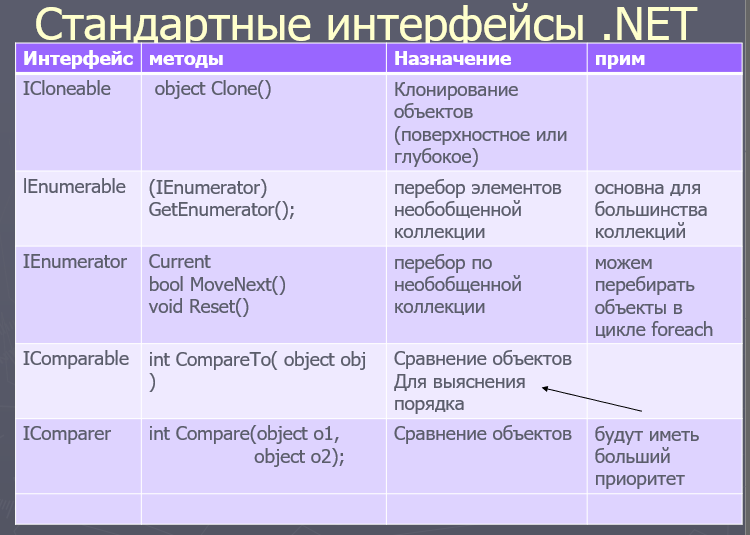 Стандартные интерфейсы .NET
Интерфейс методы Назначение прим
ICloneable object Clone() Клонирование
объектов
(поверхностное или
глубокое)
IEnumerable (IEnumerator) перебор элементов основна для
GetEnumerator(); необобщенной большинства
коллекции коллекций
IEnumerator Current перебор по можем
bool MoveNext() необобщенной перебирать
void Reset() коллекции объекты в
цикле foreach
IComparable int CompareTo( object obj Сравнение объектов
) Для выяснения
порядка
IComparer int Compare(object o1, Сравнение объектов будут иметь
object o2); больший
приоритет